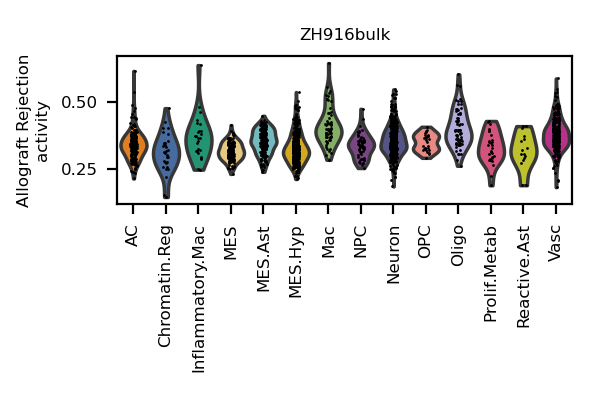 ZH916bulk
Allograft Rejection
activity
0.50
0.25
AC
Chromatin.Reg
Inflammatory.Mac
MES
MES.Ast
MES.Hyp
Mac
NPC
Neuron
OPC
Oligo
Prolif.Metab
Reactive.Ast
Vasc